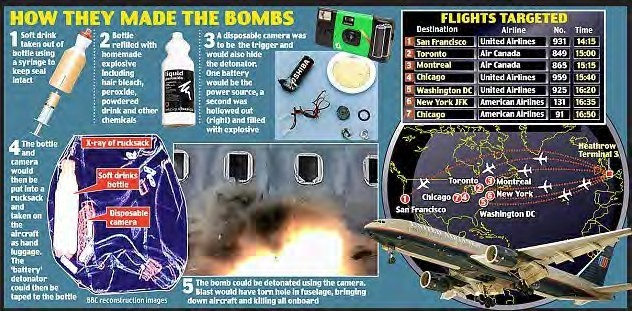 HOW THEY MADE THE BOMBS
1 Soft drink
taken out of
bottle using
a syringe to
keep seal
intact
2 Bottle
refilled with
homemade
explosive
including
hair bleach,
peroxide,
powdered
drink and other
chemicals
liquid
3 A disposable camera was
to be the trigger and
would also hide
the detonator.
One battery
would be the
power source, a
second was
hollowed out
(right) and filled
with explosive
TOSHIBA
4 The bottle
and
camera
would
then be
put into a
rucksack
and
taken on
the
aircraft
as hand
luggage.
The
'battery'
detonator
could then be
taped to the bottle
X-ray of rucksack
Soft drinks
bottle
Disposable
camera
BBC reconstruction images
5 The bomb could be detonated using the camera.
Blast would have torn hole in fuselage, bringing
down aircraft and killing all onboard
FLIGHTS TARGETED
Destination Airline No. Time
1 San Francisco United Airlines 931 14:15
2 Toronto Air Canada 849 15:00
3 Montreal Air Canada 865 15:15
4 Chicago United Airlines 959 15:40
5 Washington DC United Airlines 925 16:20
6 New York JFK American Airlines 131 16:35
7 Chicago American Airlines 91 16:50
Heathrow
Terminal 3
Toronto 2
3 Montreal
1
San Francisco
Chicago 7 4
6 New York
5
Washington DC